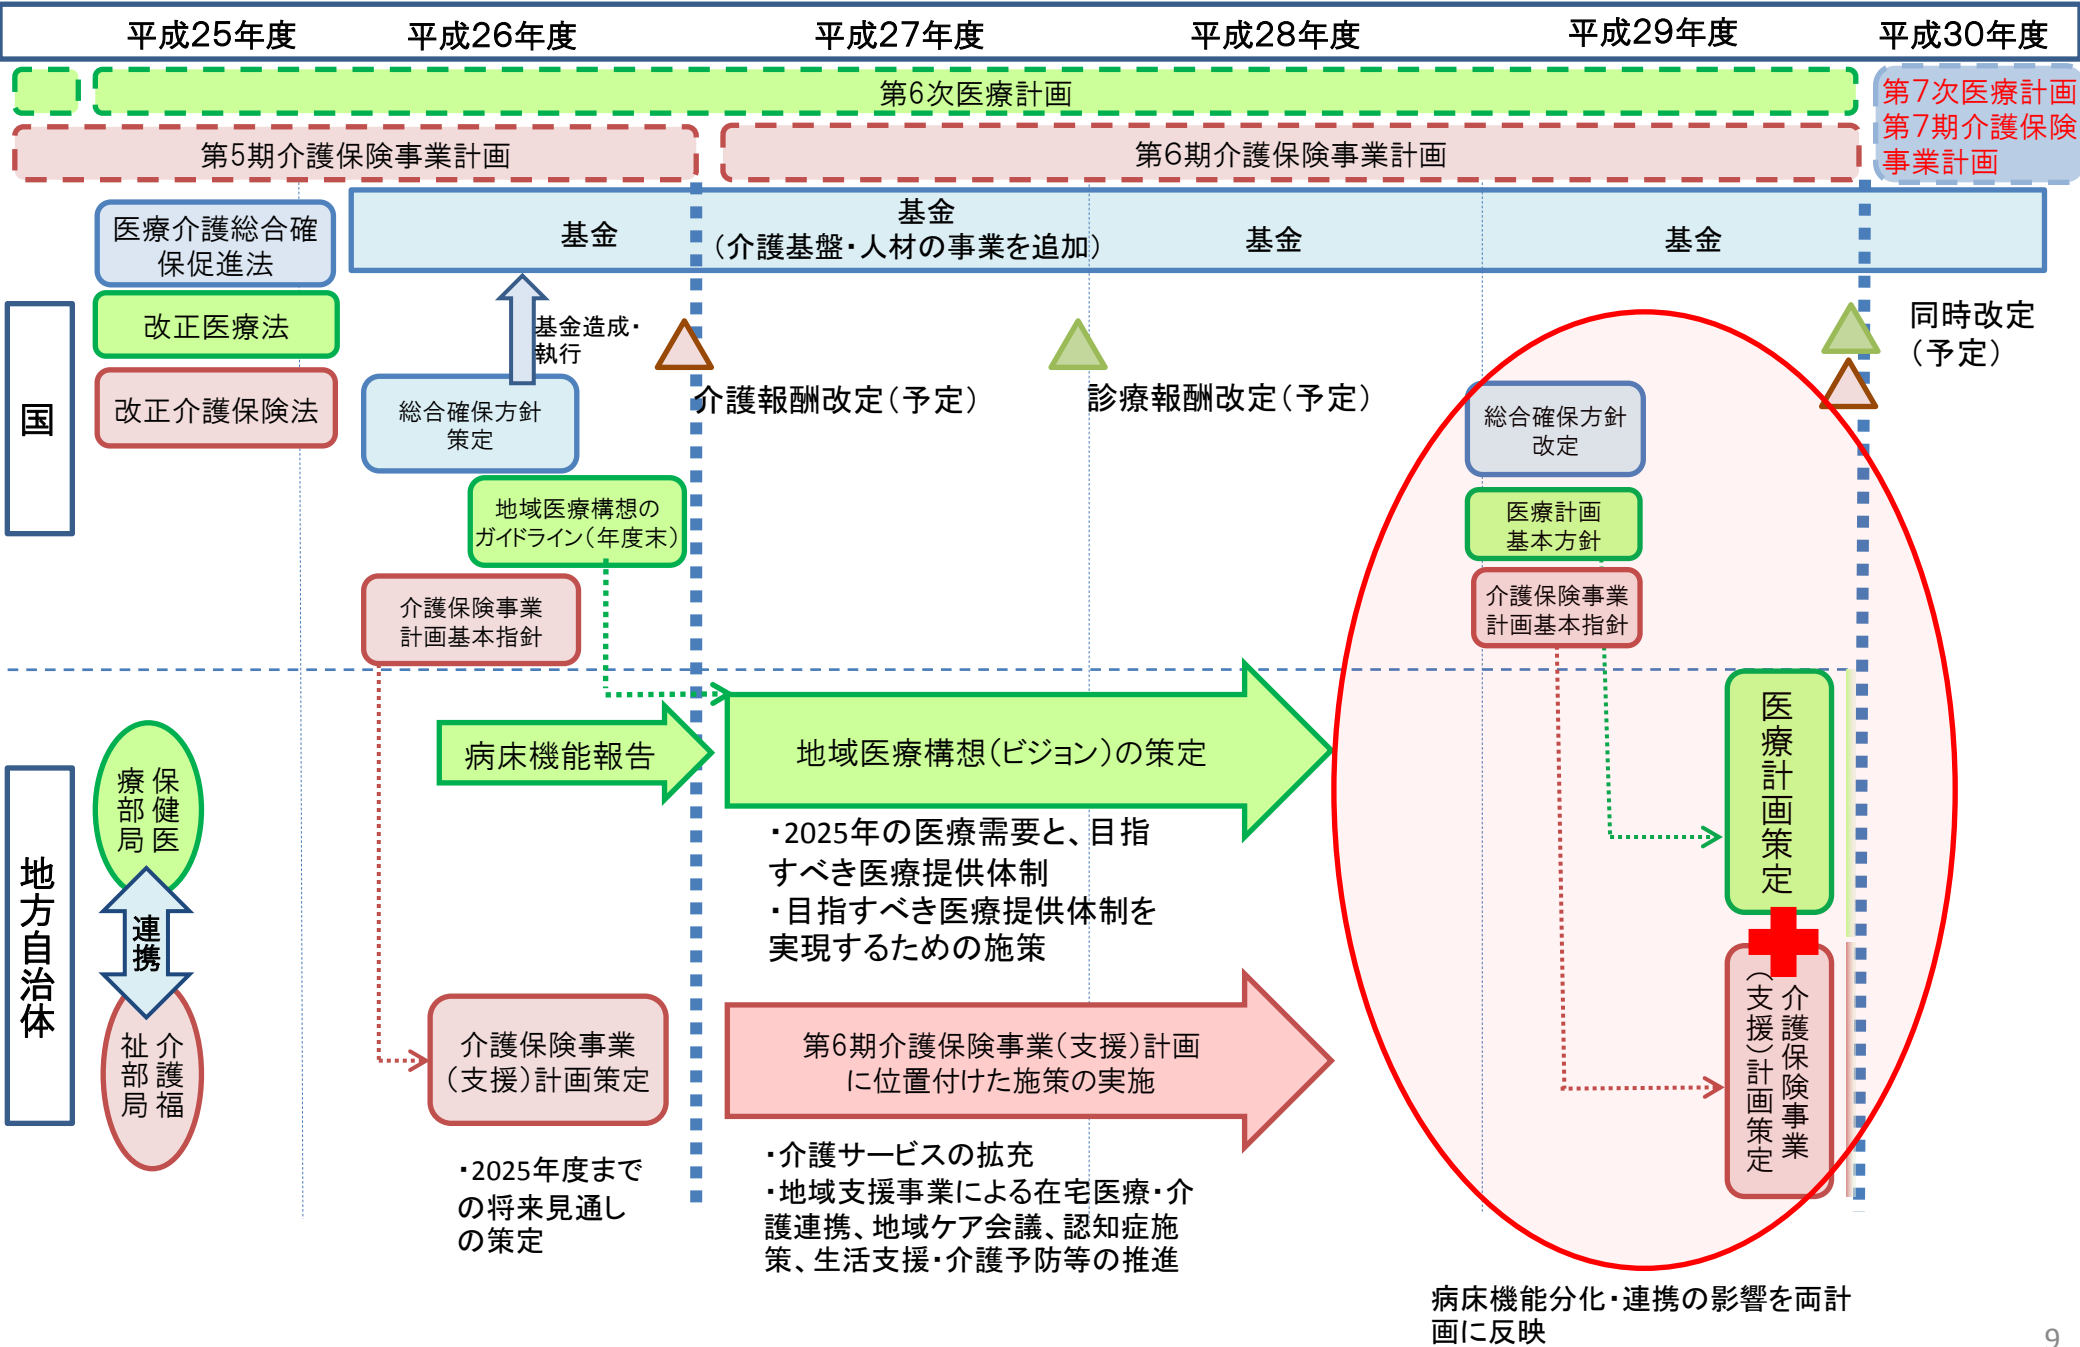 平成25年度
平成26年度
平成27年度
平成28年度
平成29年度
平成30年度
第6次医療計画
第7次医療計画
第7期介護保険
事業計画
第5期介護保険事業計画
第6期介護保険事業計画
医療介護総合確
保促進法
改正医療法
改正介護保険法
基金
基金
（介護基盤・人材の事業を追加）
基金
基金
国
基金造成・
執行
総合確保方針
策定
介護報酬改定（予定）
診療報酬改定（予定）
同時改定
（予定）
地域医療構想の
ガイドライン（年度末）
介護保険事業
計画基本指針
総合確保方針
改定
医療計画
基本方針
介護保険事業
計画基本指針
地方自治体
保健医
療部局
連携
介護福
祉部局
病床機能報告
地域医療構想（ビジョン）の策定
・2025年の医療需要と、目指
すべき医療提供体制
・目指すべき医療提供体制を
実現するための施策
介護保険事業
（支援）計画策定
・2025年度まで
の将来見通し
の策定
第6期介護保険事業（支援）計画
に位置付けた施策の実施
・介護サービスの拡充
・地域支援事業による在宅医療・介
護連携、地域ケア会議、認知症施
策、生活支援・介護予防等の推進
医療計画策定
介護保険事業
（支援）計画策定
病床機能分化・連携の影響を両計
画に反映
9